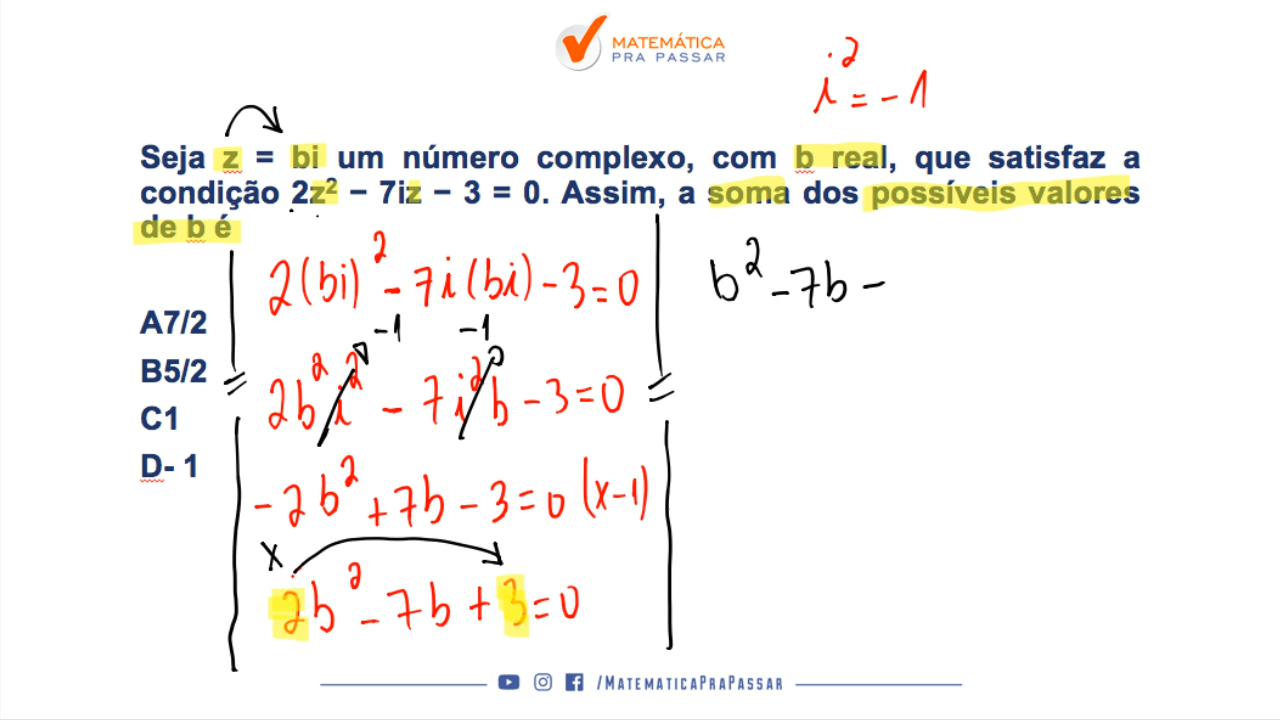 MATEMÁTICA
PRA PASSAR
i² = -1
Seja z = bi um número complexo, com b real, que satisfaz a
condição 2z² − 7iz − 3 = 0. Assim, a soma dos possíveis valores
de b é
A7/2
B5/2
C1
D- 1
2(bi)² - 7i(bi) - 3 = 0
-1 -1
2b²i² - 7i²b - 3 = 0
-2b² + 7b - 3 = 0 (x-1)
x
2b² - 7b + 3 = 0
b² - 7b -
/MATEMATICAPRAPASSAR